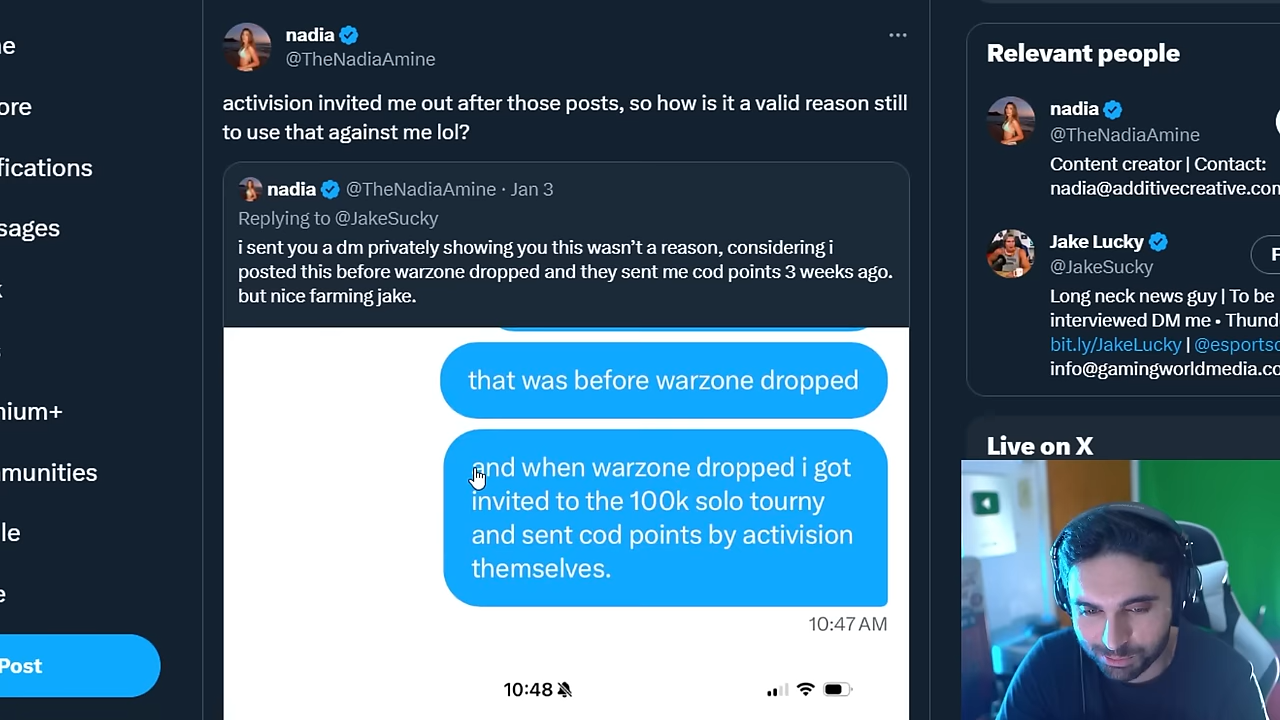 nadia
@TheNadiaAmine
activision invited me out after those posts, so how is it a valid reason still
to use that against me lol?
nadia @TheNadiaAmine · Jan 3
Replying to @JakeSucky
i sent you a dm privately showing you this wasn’t a reason, considering i
posted this before warzone dropped and they sent me cod points 3 weeks ago.
but nice farming jake.
that was before warzone dropped
and when warzone dropped i got
invited to the 100k solo tourny
and sent cod points by activision
themselves.
10:47 AM
10:48
Relevant people
nadia
@TheNadiaAmine
Content creator | Contact:
nadia@additivecreative.com
Jake Lucky
@JakeSucky
F
Long neck news guy | To be
interviewed DM me • Thund
bit.ly/JakeLucky | @esportsc
info@gamingworldmedia.co
Live on X
e
ore
fications
sages
k
s
nium+
munities
le
e
Post